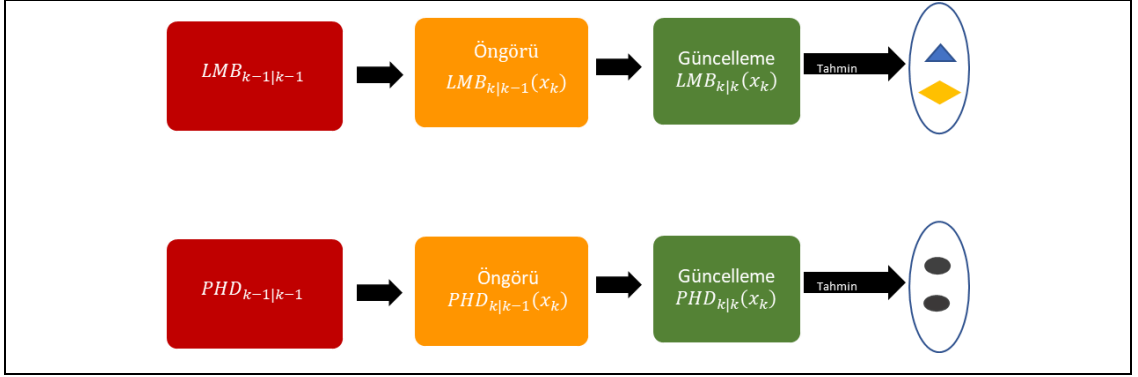 LMB_{k-1|k-1}
Öngörü
LMB_{k|k-1}(x_k)
Güncelleme
LMB_{k|k}(x_k)
Tahmin
PHD_{k-1|k-1}
Öngörü
PHD_{k|k-1}(x_k)
Güncelleme
PHD_{k|k}(x_k)
Tahmin